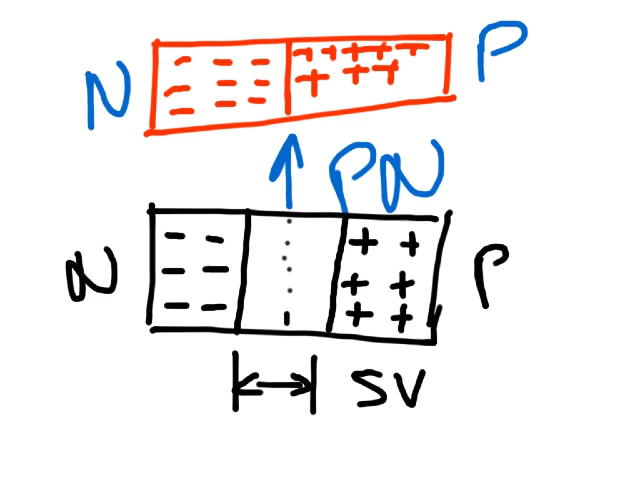 N - - - - - - - - - + + + + + + + + P
PN
N - - - - - - + + + + + + P
5V